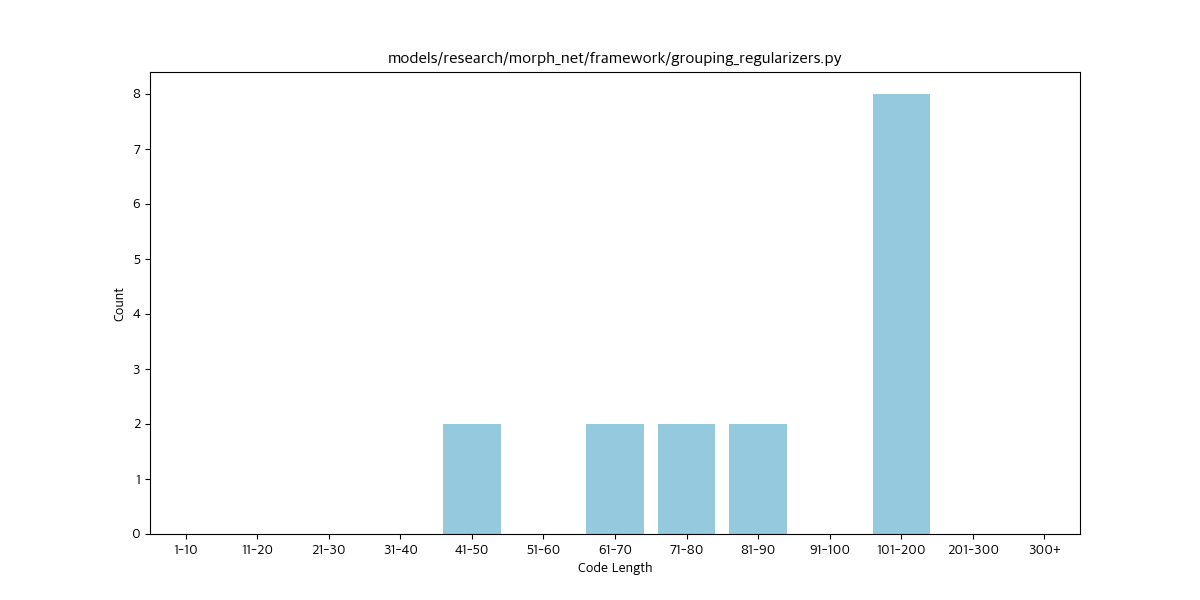 models/research/morph_net/framework/grouping_regularizers.py
8
7
6
5
4
3
2
1
0
Count
1-10 11-20 21-30 31-40 41-50 51-60 61-70 71-80 81-90 91-100 101-200 201-300 300+
Code Length